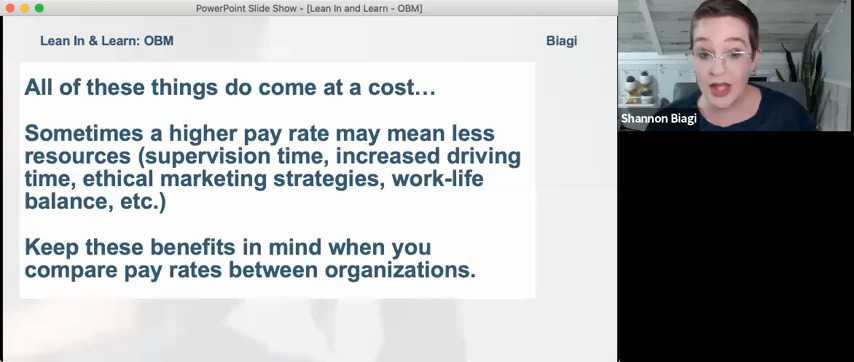 PowerPoint Slide Show - [Lean In and Learn - OBM]
Lean In & Learn: OBM
Biagi
All of these things do come at a cost…
Sometimes a higher pay rate may mean less
resources (supervision time, increased driving
time, ethical marketing strategies, work-life
balance, etc.)
Keep these benefits in mind when you
compare pay rates between organizations.
Shannon Biagi